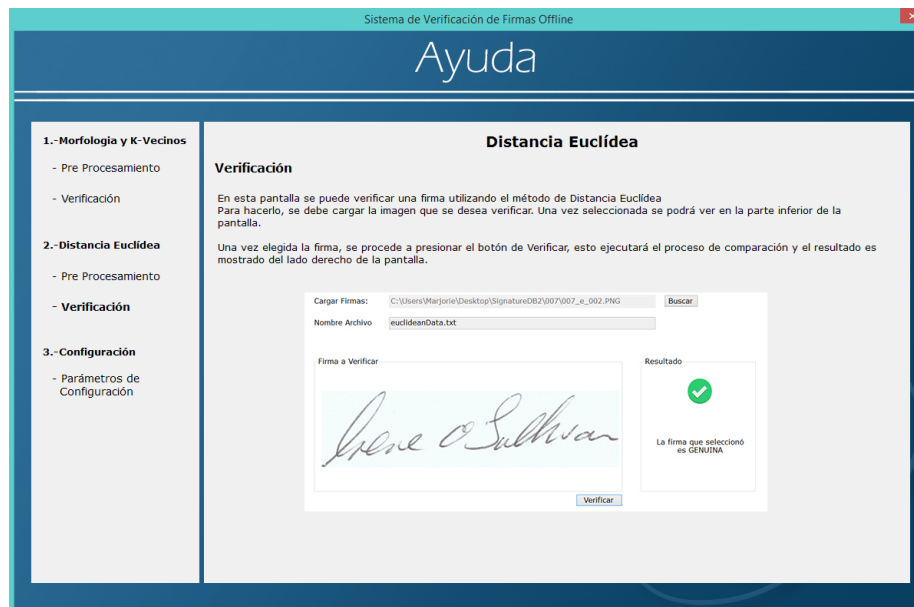 Sistema de Verificación de Firmas Offline
Ayuda
1.-Morfologia y K-Vecinos
- Pre Procesamiento
- Verificación
2.-Distancia Euclídea
- Pre Procesamiento
- Verificación
3.-Configuración
- Parámetros de
Configuración
Distancia Euclídea
Verificación
En esta pantalla se puede verificar una firma utilizando el método de Distancia Euclídea
Para hacerlo, se debe cargar la imagen que se desea verificar. Una vez seleccionada se podrá ver en la parte inferior de la
pantalla.
Una vez elegida la firma, se procede a presionar el botón de Verificar, esto ejecutará el proceso de comparación y el resultado es
mostrado del lado derecho de la pantalla.
Cargar Firmas: C:\Users\Marjorie\Desktop\SignatureDB2\007\007_e_002.PNG Buscar
Nombre Archivo euclideanData.txt
Firma a Verificar
Irene O'Sullivan
Verificar
Resultado
La firma que seleccionó
es GENUINA